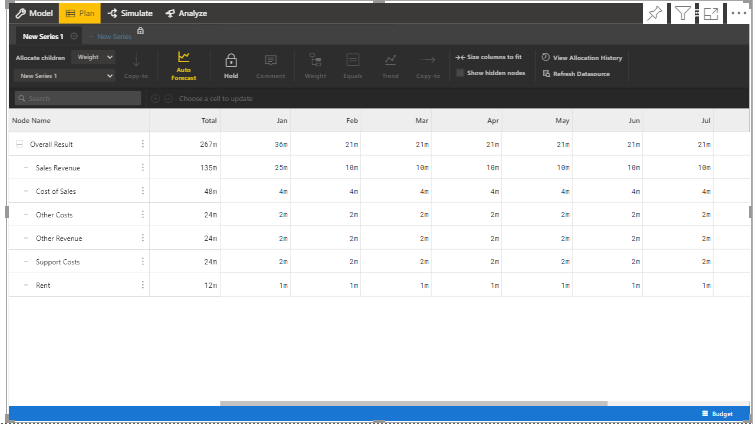 Model Plan Simulate Analyze
New Series 1 + New Series
Allocate children Weight
New Series 1
Copy-to
Auto
Forecast
Hold
Comment
Weight
Equals
Trend
Copy-to
Size columns to fit
Show hidden nodes
View Allocation History
Refresh Datasource
Search Choose a cell to update
Node Name Total Jan Feb Mar Apr May Jun Jul
Overall Result 267m 36m 21m 21m 21m 21m 21m 21m
Sales Revenue 135m 25m 10m 10m 10m 10m 10m 10m
Cost of Sales 48m 4m 4m 4m 4m 4m 4m 4m
Other Costs 24m 2m 2m 2m 2m 2m 2m 2m
Other Revenue 24m 2m 2m 2m 2m 2m 2m 2m
Support Costs 24m 2m 2m 2m 2m 2m 2m 2m
Rent 12m 1m 1m 1m 1m 1m 1m 1m
Budget